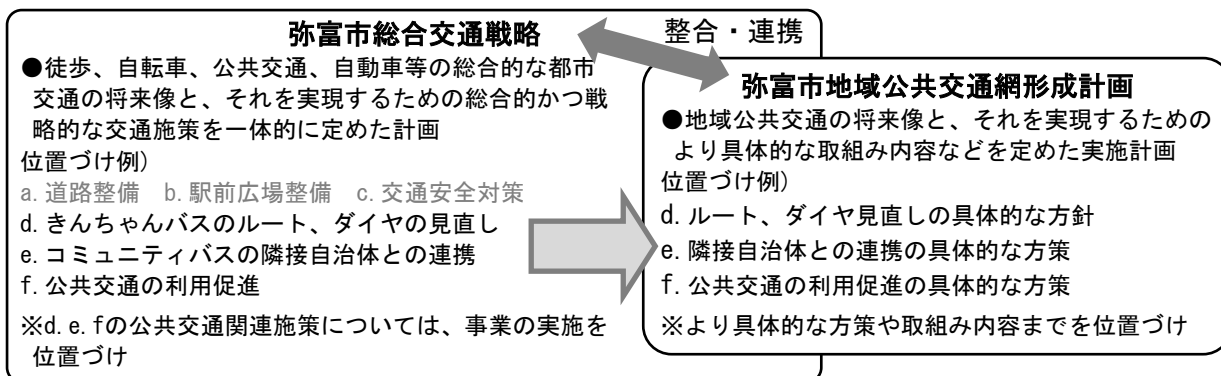 弥富市総合交通戦略
整合・連携
●徒歩、自転車、公共交通、自動車等の総合的な都市
交通の将来像と、それを実現するための総合的かつ戦
略的な交通施策を一体的に定めた計画
位置づけ例)
a.道路整備 b.駅前広場整備 c.交通安全対策
d.きんちゃんバスのルート、ダイヤの見直し
e.コミュニティバスの隣接自治体との連携
f.公共交通の利用促進
※d.e.fの公共交通関連施策については、事業の実施を
位置づけ
弥富市地域公共交通網形成計画
●地域公共交通の将来像と、それを実現するための
より具体的な取組み内容などを定めた実施計画
位置づけ例)
d.ルート、ダイヤ見直しの具体的な方針
e.隣接自治体との連携の具体的な方策
f.公共交通の利用促進の具体的な方策
※より具体的な方策や取組み内容までを位置づけ